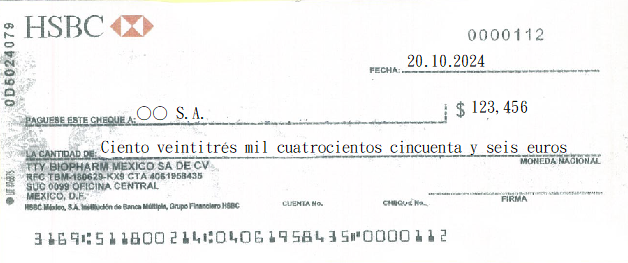 HSBC
0000112
0D5024079
FECHA: 20.10.2024
PAGUESE ESTE CHEQUE A: ○○ S.A. $ 123,456
LA CANTIDAD DE: Ciento veintitrés mil cuatrocientos cincuenta y seis euros
MONEDA NACIONAL
TTY BIOPHARM MEXICO SA DE CV
RFC TBM-180629-KX9 CTA 4061958435
SUC 0099 OFICINA CENTRAL
MEXICO, D.F.
FIRMA
HSBC México, S.A. Institución de Banca Múltiple, Grupo Financiero HSBC CUENTA No. CHEQUE No.
3169⑆511800214⑆04061958435⑈0000112